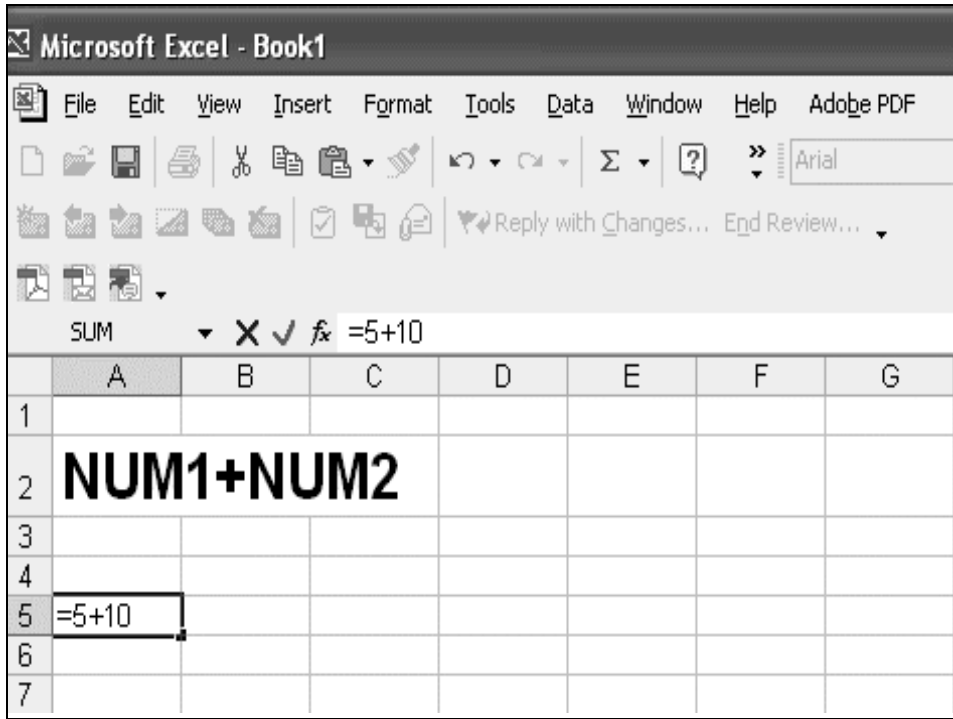 Microsoft Excel - Book1
File Edit View Insert Format Tools Data Window Help Adobe PDF
Arial
Reply with Changes... End Review...
SUM fx =5+10
A B C D E F G
1
2 NUM1+NUM2
3
4
5 =5+10
6
7